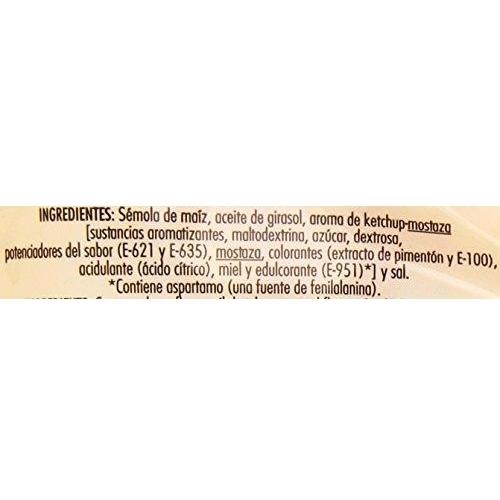 INGREDIENTES: Sémola de maíz, aceite de girasol, aroma de ketchup-mostaza
[sustancias aromatizantes, maltodextrina, azúcar, dextrosa,
potenciadores del sabor (E-621 y E-635), mostaza, colorantes (extracto de pimentón y E-100),
acidulante (ácido cítrico), miel y edulcorante (E-951)*] y sal.
*Contiene aspartamo (una fuente de fenilalanina).